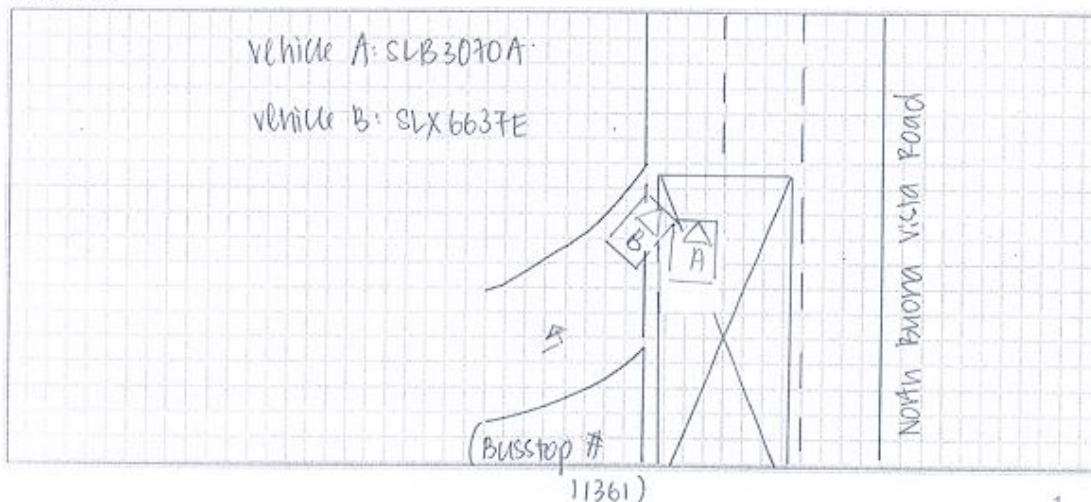 vehicle A: SLB3070A
vehicle B: SLX6637E
B
A
North Buona Vista Road
(Busstop #
11361)